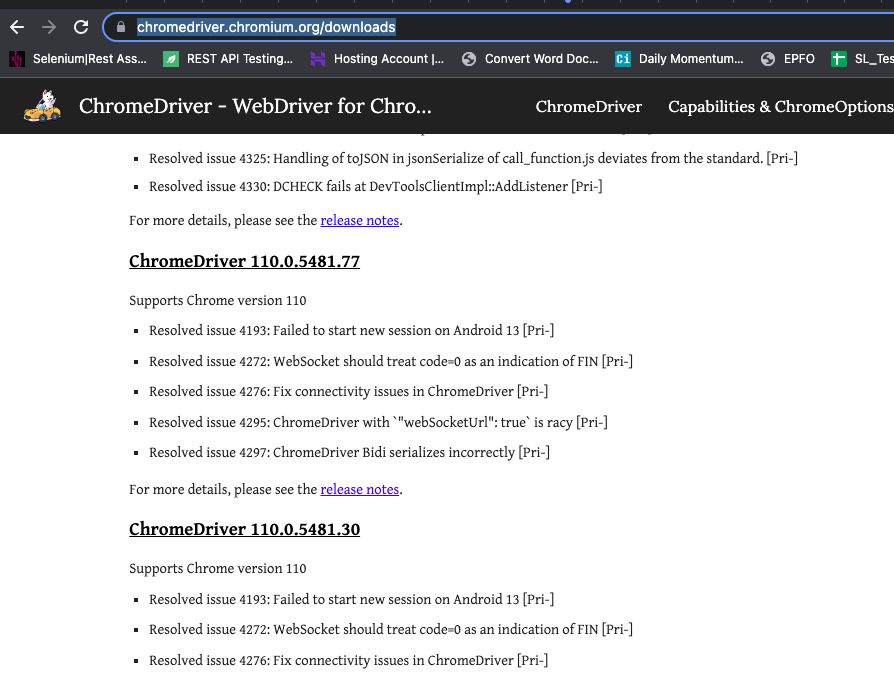 chromedriver.chromium.org/downloads
Selenium|Rest Ass... REST API Testing... Hosting Account |... Convert Word Doc... Ci Daily Momentum... EPFO SL_Tes
ChromeDriver - WebDriver for Chro... ChromeDriver Capabilities & ChromeOptions
Resolved issue 4325: Handling of toJSON in jsonSerialize of call_function.js deviates from the standard. [Pri-]
Resolved issue 4330: DCHECK fails at DevToolsClientImpl::AddListener [Pri-]
For more details, please see the release notes.
ChromeDriver 110.0.5481.77
Supports Chrome version 110
Resolved issue 4193: Failed to start new session on Android 13 [Pri-]
Resolved issue 4272: WebSocket should treat code=0 as an indication of FIN [Pri-]
Resolved issue 4276: Fix connectivity issues in ChromeDriver [Pri-]
Resolved issue 4295: ChromeDriver with `"webSocketUrl": true` is racy [Pri-]
Resolved issue 4297: ChromeDriver Bidi serializes incorrectly [Pri-]
For more details, please see the release notes.
ChromeDriver 110.0.5481.30
Supports Chrome version 110
Resolved issue 4193: Failed to start new session on Android 13 [Pri-]
Resolved issue 4272: WebSocket should treat code=0 as an indication of FIN [Pri-]
Resolved issue 4276: Fix connectivity issues in ChromeDriver [Pri-]